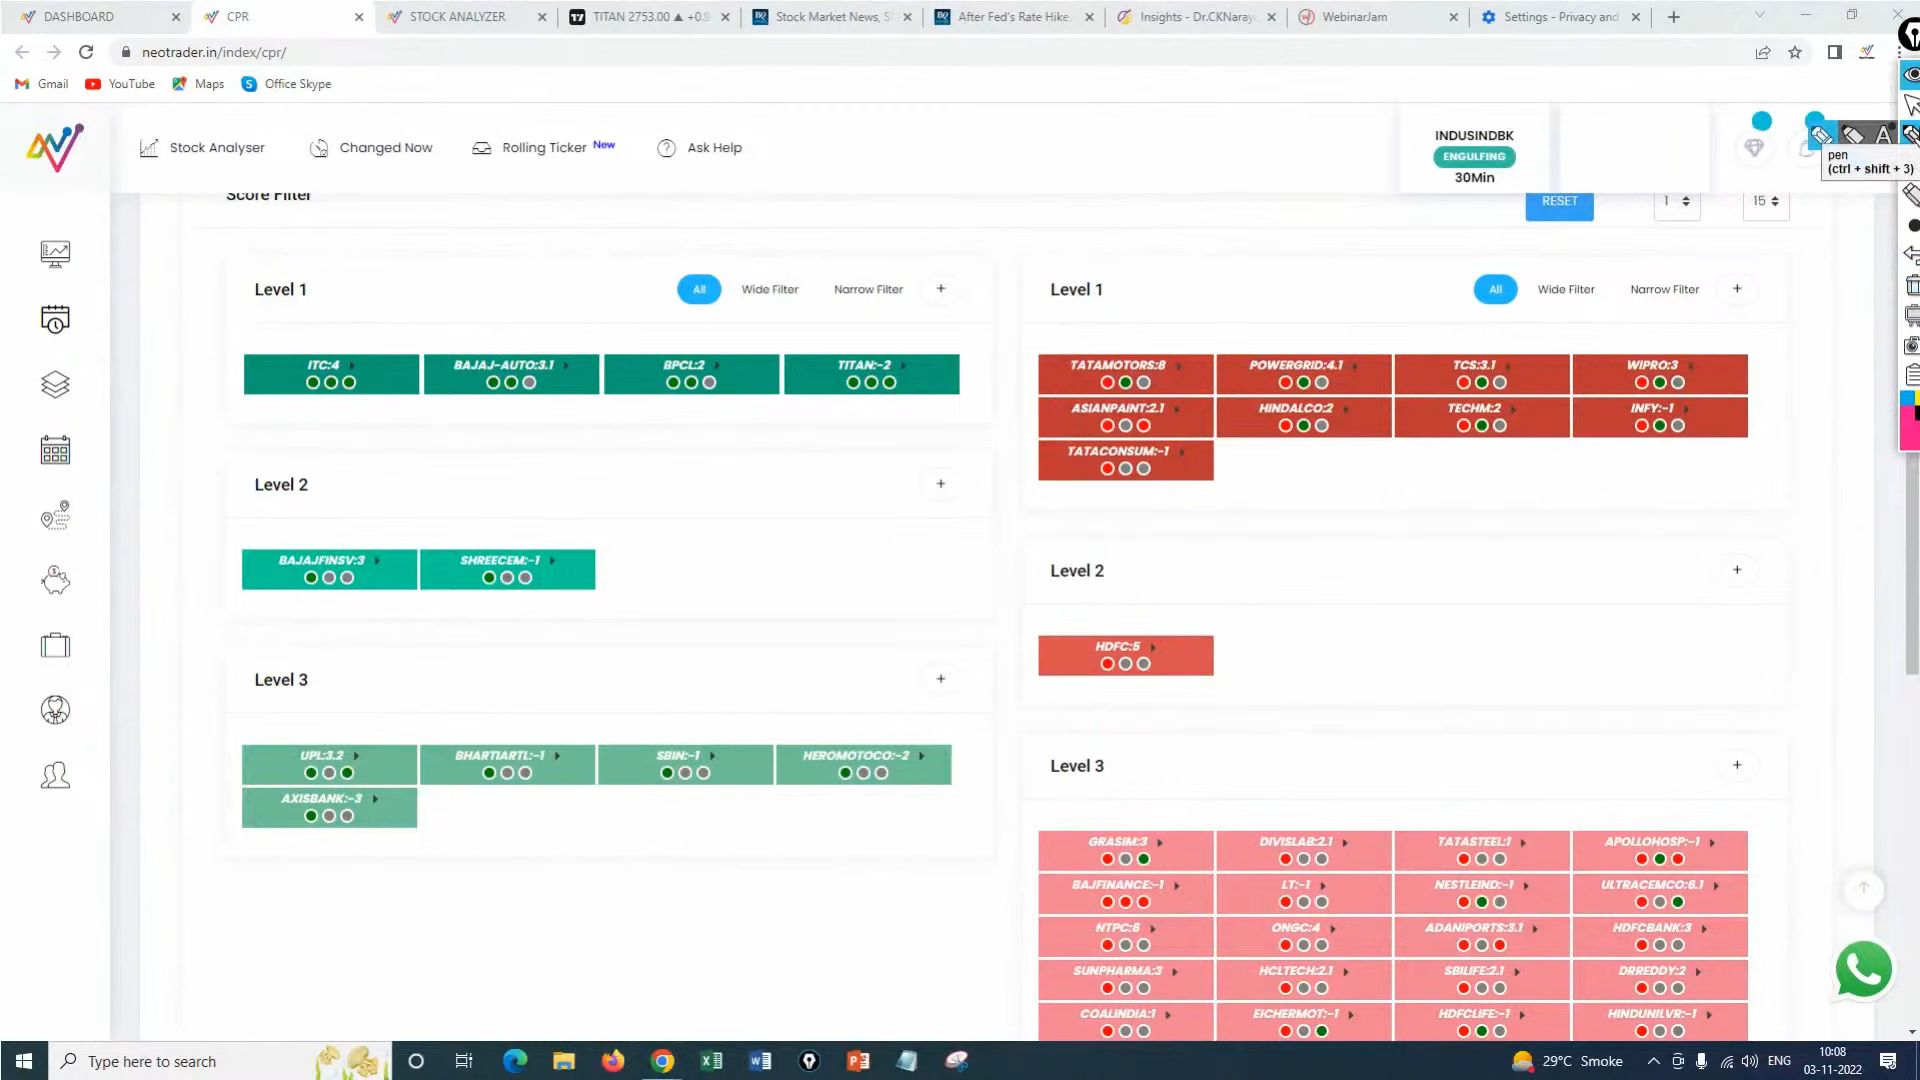 DASHBOARD
CPR
STOCK ANALYZER
TITAN 2753.00 ▲ +0.9
Stock Market News, S
After Fed's Rate Hike,
Insights - Dr.CKNaraya
WebinarJam
Settings - Privacy and
neotrader.in/index/cpr/
Gmail
YouTube
Maps
Office Skype
Stock Analyser
Changed Now
Rolling Ticker New
Ask Help
INDUSINDBK
ENGULFING
30Min
pen
(ctrl + shift + 3)
Score Filter
RESET
1
15
Level 1
All
Wide Filter
Narrow Filter
+
ITC:4
BAJAJ-AUTO:3.1
BPCL:2
TITAN:-2
Level 2
+
BAJAJFINSV:3
SHREECEM:-1
Level 3
+
UPL:3.2
BHARTIARTL:-1
SBIN:-1
HEROMOTOCO:-2
AXISBANK:-3
Level 1
All
Wide Filter
Narrow Filter
+
TATAMOTORS:8
POWERGRID:4.1
TCS:3.1
WIPRO:3
ASIANPAINT:2.1
HINDALCO:2
TECHM:2
INFY:-1
TATACONSUM:-1
Level 2
+
HDFC:5
Level 3
+
GRASIM:3
DIVISLAB:2.1
TATASTEEL:1
APOLLOHOSP:-1
BAJFINANCE:-1
LT:-1
NESTLEIND:-1
ULTRACEMCO:6.1
NTPC:6
ONGC:4
ADANIPORTS:3.1
HDFCBANK:3
SUNPHARMA:3
HCLTECH:2.1
SBILIFE:2.1
DRREDDY:2
COALINDIA:1
EICHERMOT:-1
HDFCLIFE:-1
HINDUNILVR:-1
Type here to search
29°C Smoke
ENG
10:08
03-11-2022